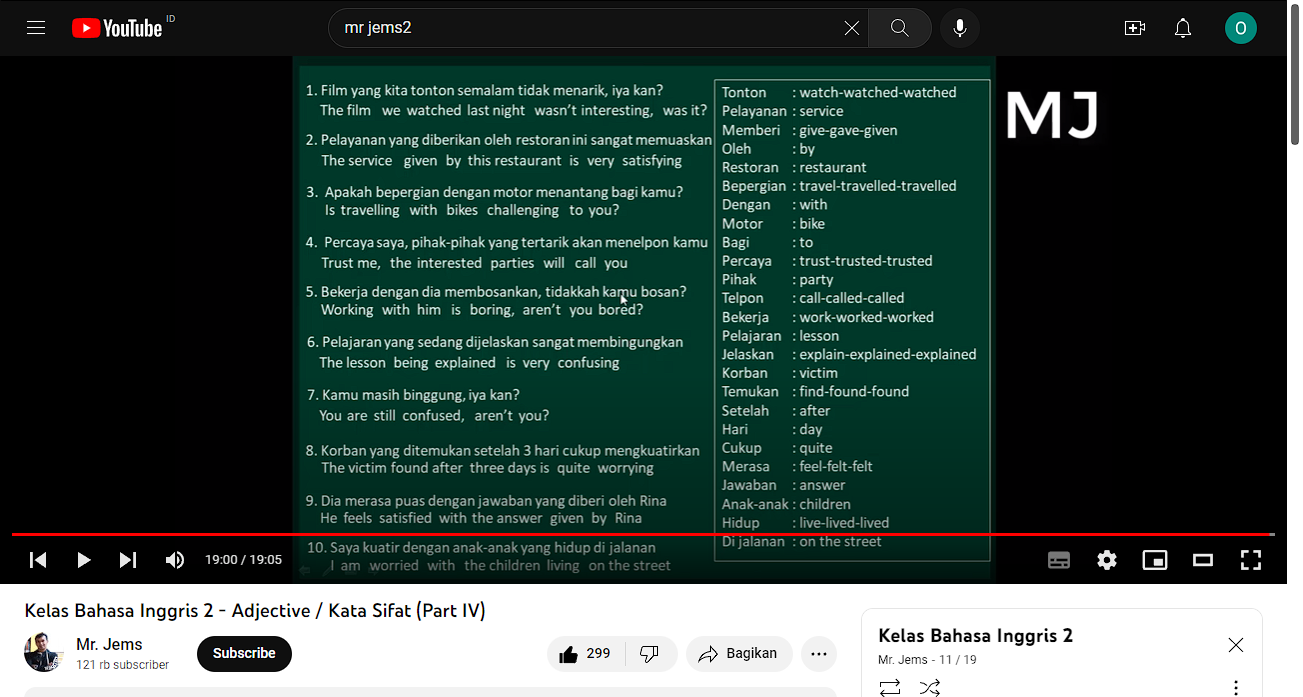 YouTube ID
mr jems2
O
MJ
1. Film yang kita tonton semalam tidak menarik, iya kan?
The film we watched last night wasn't interesting, was it?
2. Pelayanan yang diberikan oleh restoran ini sangat memuaskan
The service given by this restaurant is very satisfying
3. Apakah bepergian dengan motor menantang bagi kamu?
Is travelling with bikes challenging to you?
4. Percaya saya, pihak-pihak yang tertarik akan menelpon kamu
Trust me, the interested parties will call you
5. Bekerja dengan dia membosankan, tidakkah kamu bosan?
Working with him is boring, aren't you bored?
6. Pelajaran yang sedang dijelaskan sangat membingungkan
The lesson being explained is very confusing
7. Kamu masih binggung, iya kan?
You are still confused, aren't you?
8. Korban yang ditemukan setelah 3 hari cukup mengkuatirkan
The victim found after three days is quite worrying
9. Dia merasa puas dengan jawaban yang diberi oleh Rina
He feels satisfied with the answer given by Rina
10. Saya kuatir dengan anak-anak yang hidup di jalanan
I am worried with the children living on the street
Tonton : watch-watched-watched
Pelayanan : service
Memberi : give-gave-given
Oleh : by
Restoran : restaurant
Bepergian : travel-travelled-travelled
Dengan : with
Motor : bike
Bagi : to
Percaya : trust-trusted-trusted
Pihak : party
Telpon : call-called-called
Bekerja : work-worked-worked
Pelajaran : lesson
Jelaskan : explain-explained-explained
Korban : victim
Temukan : find-found-found
Setelah : after
Hari : day
Cukup : quite
Merasa : feel-felt-felt
Jawaban : answer
Anak-anak : children
Hidup : live-lived-lived
Di jalanan : on the street
19:00 / 19:05
Kelas Bahasa Inggris 2 - Adjective / Kata Sifat (Part IV)
Mr. Jems
121 rb subscriber
Subscribe
299
Bagikan
Kelas Bahasa Inggris 2
Mr. Jems - 11 / 19